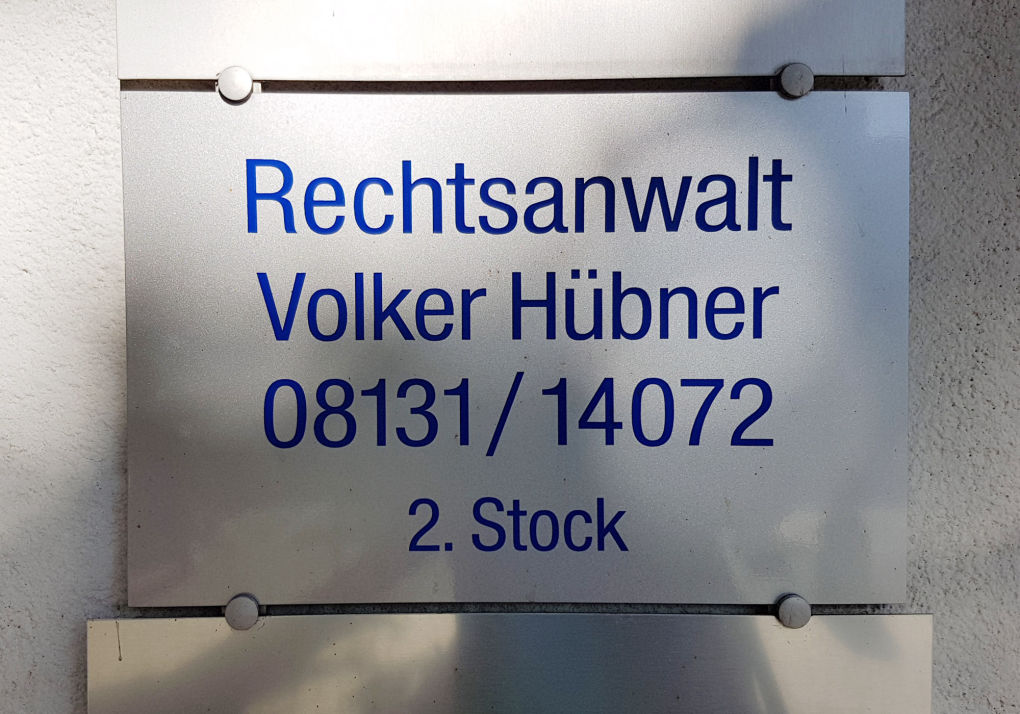 Rechtsanwalt
Volker Hübner
08131/14072
2. Stock